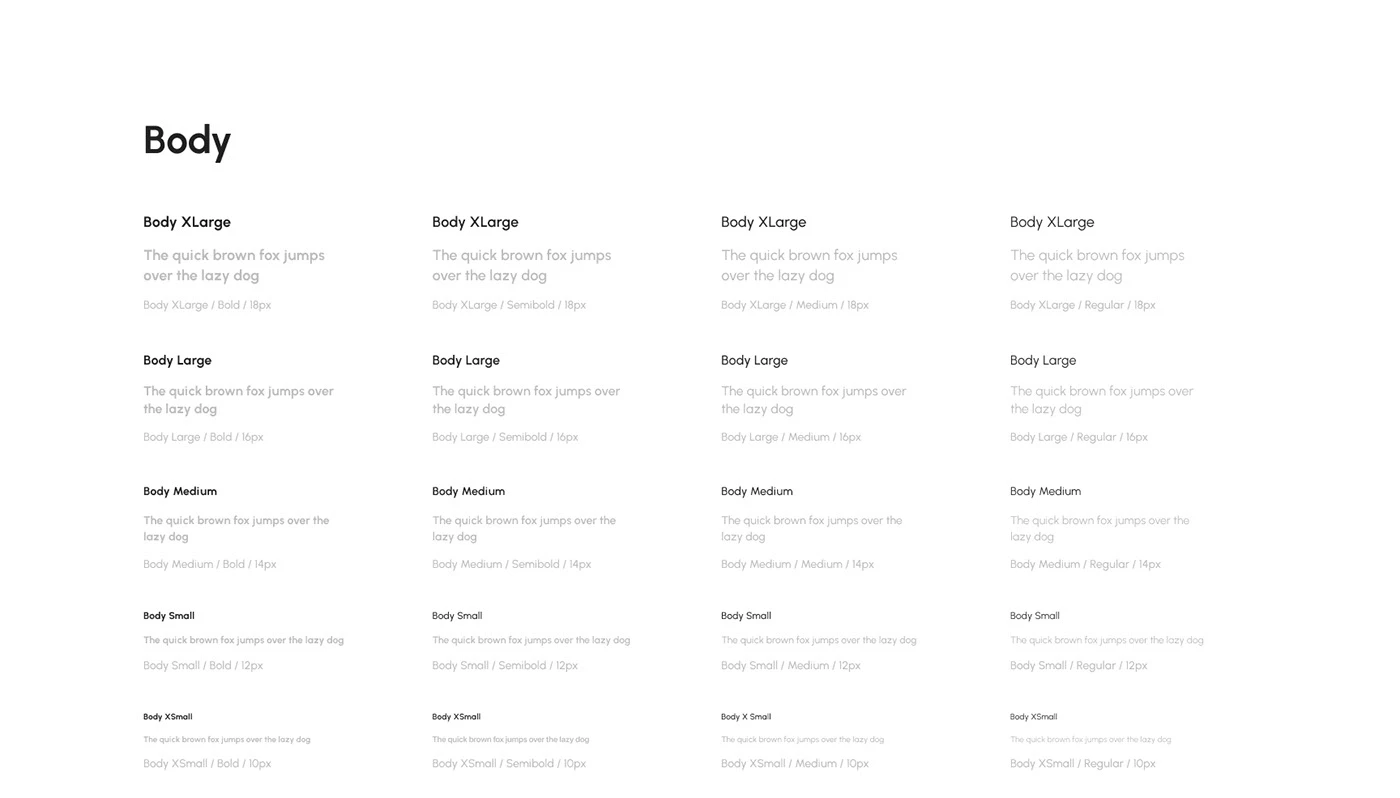 Body
Body XLarge
Body XLarge
Body XLarge
Body XLarge
The quick brown fox jumps
over the lazy dog
The quick brown fox jumps
over the lazy dog
The quick brown fox jumps
over the lazy dog
The quick brown fox jumps
over the lazy dog
Body XLarge / Bold / 18px
Body XLarge / Semibold / 18px
Body XLarge / Medium / 18px
Body XLarge / Regular / 18px
Body Large
Body Large
Body Large
Body Large
The quick brown fox jumps over
the lazy dog
The quick brown fox jumps over
the lazy dog
The quick brown fox jumps over
the lazy dog
The quick brown fox jumps over
the lazy dog
Body Large / Bold / 16px
Body Large / Semibold / 16px
Body Large / Medium / 16px
Body Large / Regular / 16px
Body Medium
Body Medium
Body Medium
Body Medium
The quick brown fox jumps over the
lazy dog
The quick brown fox jumps over the
lazy dog
The quick brown fox jumps over the
lazy dog
The quick brown fox jumps over the
lazy dog
Body Medium / Bold / 14px
Body Medium / Semibold / 14px
Body Medium / Medium / 14px
Body Medium / Regular / 14px
Body Small
Body Small
Body Small
Body Small
The quick brown fox jumps over the lazy dog
The quick brown fox jumps over the lazy dog
The quick brown fox jumps over the lazy dog
The quick brown fox jumps over the lazy dog
Body Small / Bold / 12px
Body Small / Semibold / 12px
Body Small / Medium / 12px
Body Small / Regular / 12px
Body XSmall
Body XSmall
Body X Small
Body XSmall
The quick brown fox jumps over the lazy dog
The quick brown fox jumps over the lazy dog
The quick brown fox jumps over the lazy dog
The quick brown fox jumps over the lazy dog
Body XSmall / Bold / 10px
Body XSmall / Semibold / 10px
Body XSmall / Medium / 10px
Body XSmall / Regular / 10px